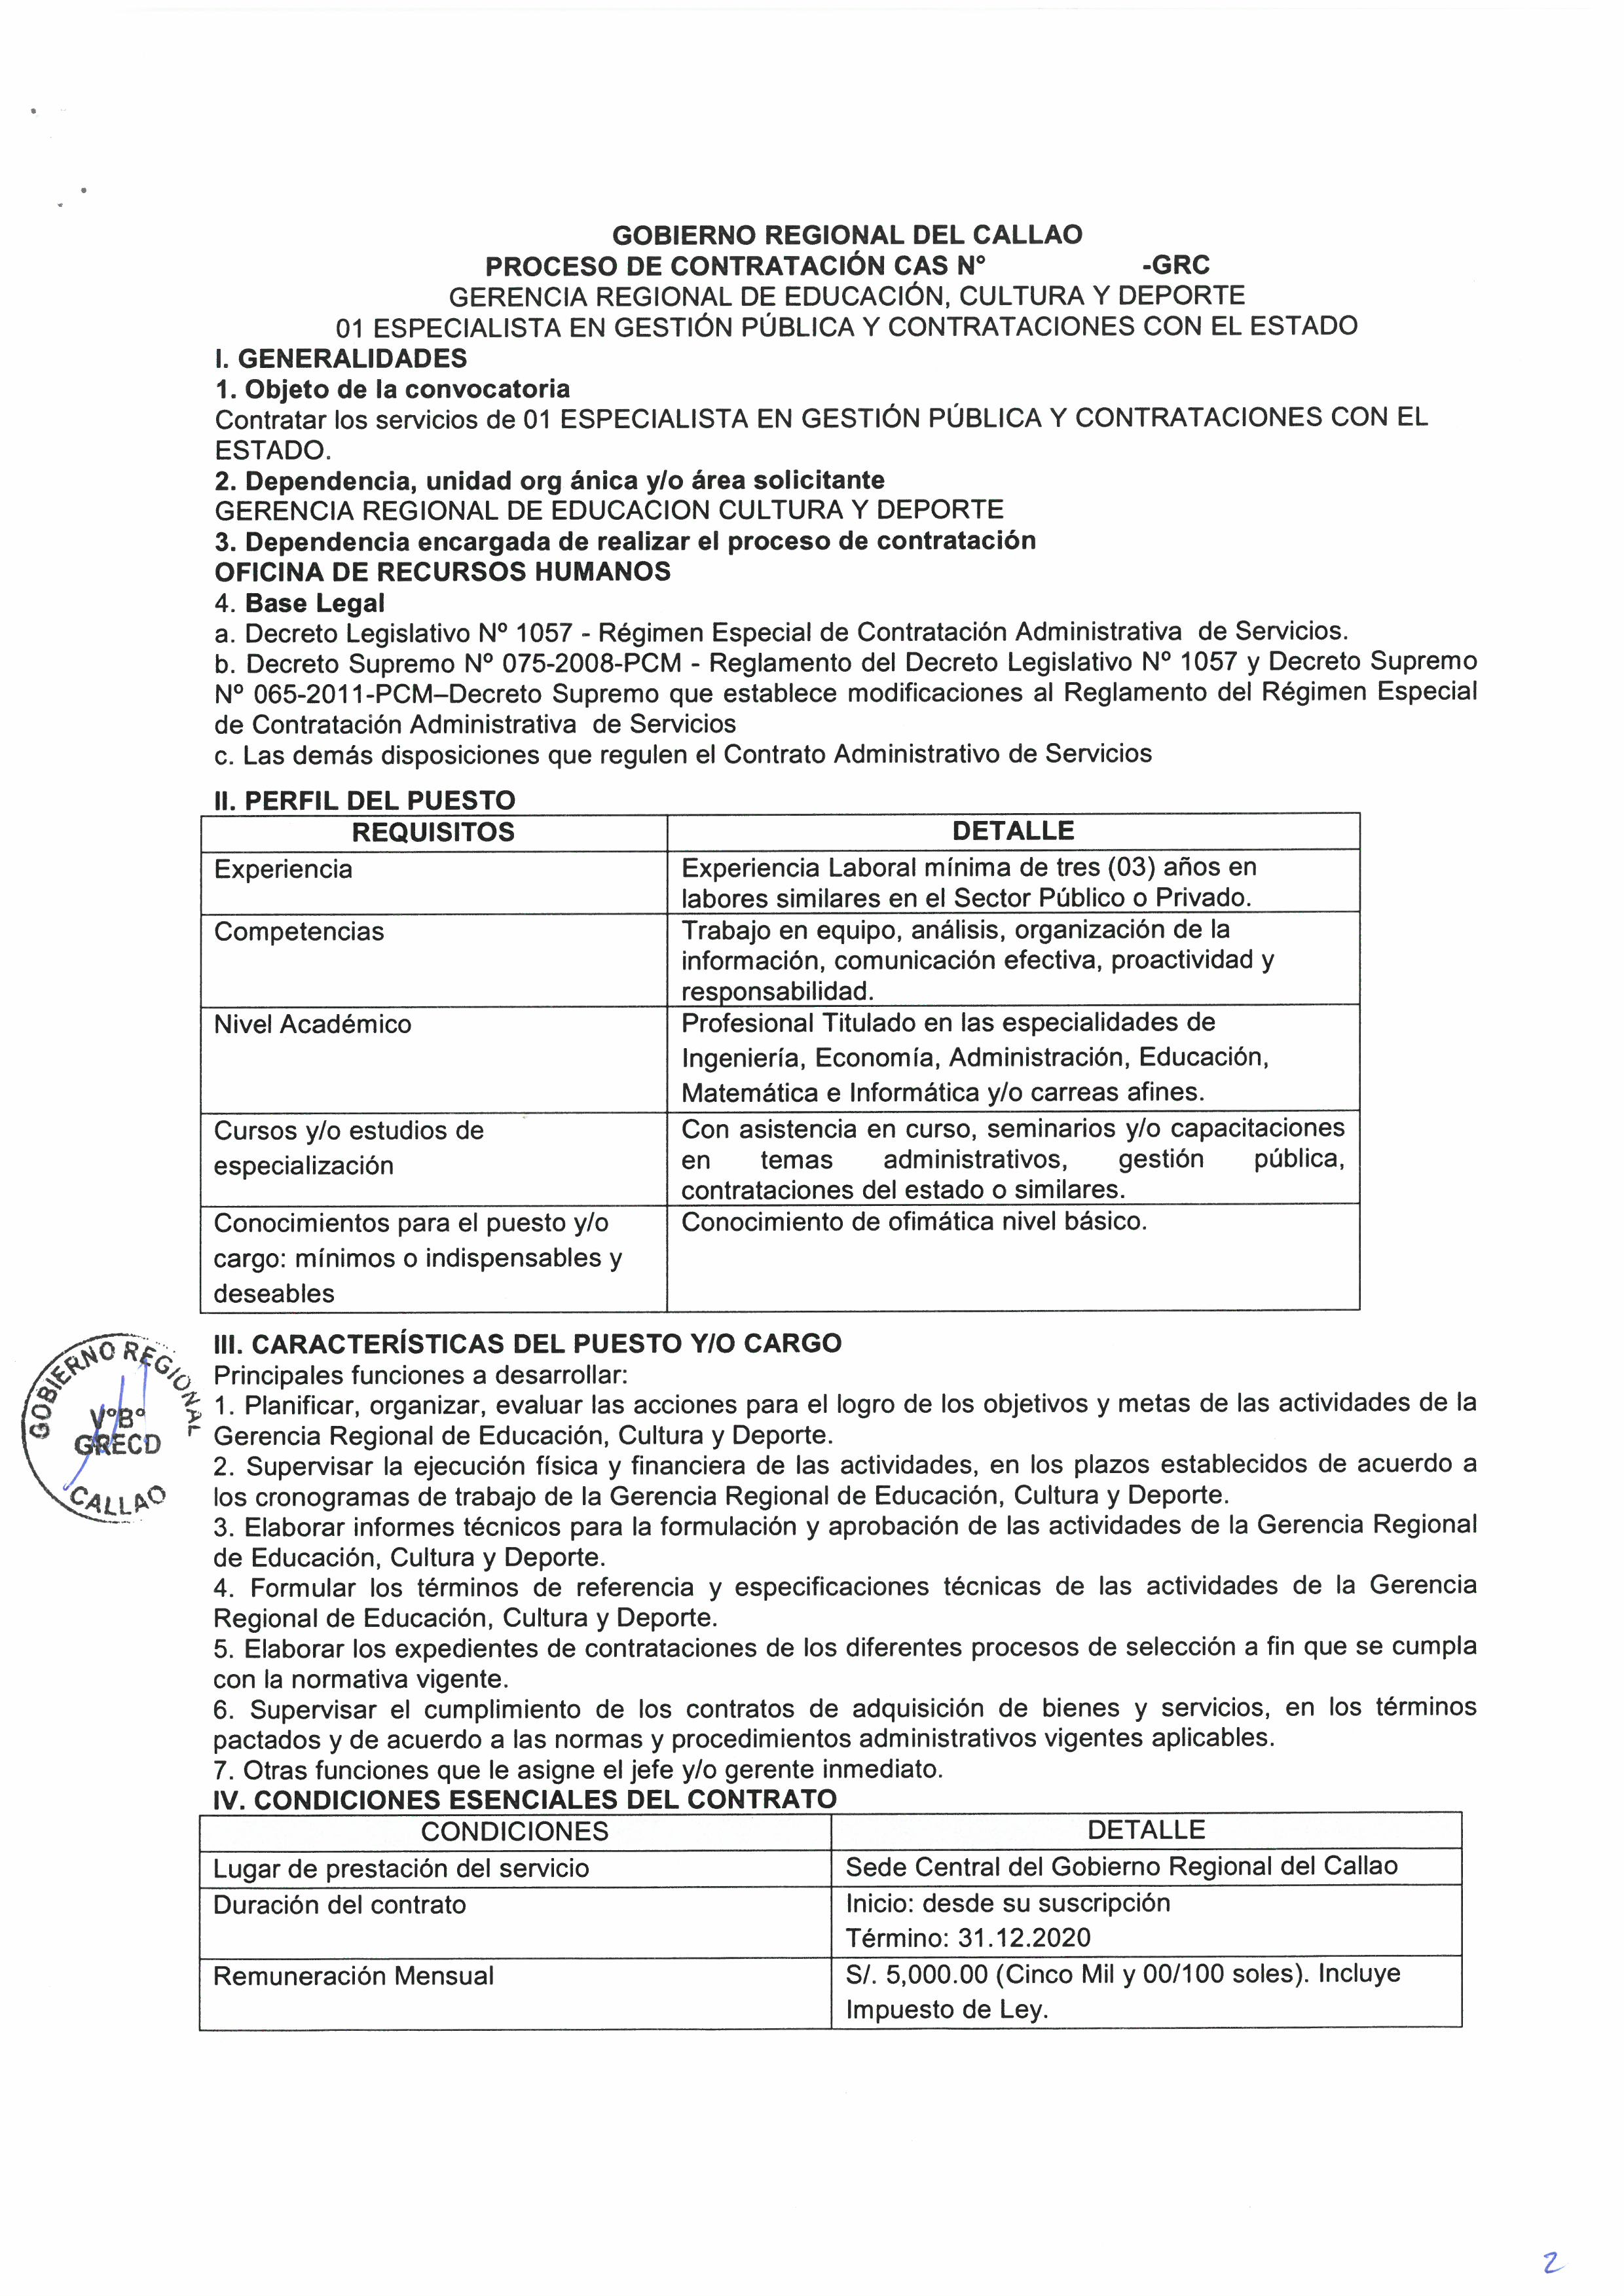 GOBIERNO REGIONAL DEL CALLAO
PROCESO DE CONTRATACIÓN CAS Nº -GRC
GERENCIA REGIONAL DE EDUCACIÓN, CULTURA Y DEPORTE
01 ESPECIALISTA EN GESTIÓN PÚBLICA Y CONTRATACIONES CON EL ESTADO
I. GENERALIDADES
1. Objeto de la convocatoria
Contratar los servicios de 01 ESPECIALISTA EN GESTIÓN PÚBLICA Y CONTRATACIONES CON EL
ESTADO.
2. Dependencia, unidad org ánica y/o área solicitante
GERENCIA REGIONAL DE EDUCACION CULTURA Y DEPORTE
3. Dependencia encargada de realizar el proceso de contratación
OFICINA DE RECURSOS HUMANOS
4. Base Legal
a. Decreto Legislativo Nº 1057 - Régimen Especial de Contratación Administrativa de Servicios.
b. Decreto Supremo Nº 075-2008-PCM - Reglamento del Decreto Legislativo Nº 1057 y Decreto Supremo
Nº 065-2011-PCM–Decreto Supremo que establece modificaciones al Reglamento del Régimen Especial
de Contratación Administrativa de Servicios
c. Las demás disposiciones que regulen el Contrato Administrativo de Servicios
II. PERFIL DEL PUESTO
REQUISITOS DETALLE
Experiencia Experiencia Laboral mínima de tres (03) años en
labores similares en el Sector Público o Privado.
Competencias Trabajo en equipo, análisis, organización de la
información, comunicación efectiva, proactividad y
responsabilidad.
Nivel Académico Profesional Titulado en las especialidades de
Ingeniería, Economía, Administración, Educación,
Matemática e Informática y/o carreas afines.
Cursos y/o estudios de Con asistencia en curso, seminarios y/o capacitaciones
especialización en temas administrativos, gestión pública,
contrataciones del estado o similares.
Conocimientos para el puesto y/o Conocimiento de ofimática nivel básico.
cargo: mínimos o indispensables y
deseables
III. CARACTERÍSTICAS DEL PUESTO Y/O CARGO
Principales funciones a desarrollar:
1. Planificar, organizar, evaluar las acciones para el logro de los objetivos y metas de las actividades de la
Gerencia Regional de Educación, Cultura y Deporte.
2. Supervisar la ejecución física y financiera de las actividades, en los plazos establecidos de acuerdo a
los cronogramas de trabajo de la Gerencia Regional de Educación, Cultura y Deporte.
3. Elaborar informes técnicos para la formulación y aprobación de las actividades de la Gerencia Regional
de Educación, Cultura y Deporte.
4. Formular los términos de referencia y especificaciones técnicas de las actividades de la Gerencia
Regional de Educación, Cultura y Deporte.
5. Elaborar los expedientes de contrataciones de los diferentes procesos de selección a fin que se cumpla
con la normativa vigente.
6. Supervisar el cumplimiento de los contratos de adquisición de bienes y servicios, en los términos
pactados y de acuerdo a las normas y procedimientos administrativos vigentes aplicables.
7. Otras funciones que le asigne el jefe y/o gerente inmediato.
GOBIERNO REGIONAL
VºBº
GRECD
CALLAO
IV. CONDICIONES ESENCIALES DEL CONTRATO
CONDICIONES DETALLE
Lugar de prestación del servicio Sede Central del Gobierno Regional del Callao
Duración del contrato Inicio: desde su suscripción
Término: 31.12.2020
Remuneración Mensual S/. 5,000.00 (Cinco Mil y 00/100 soles). Incluye
Impuesto de Ley.
2